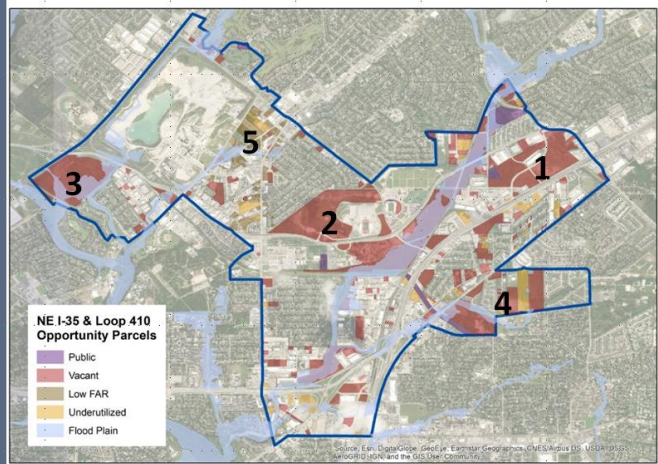 5
1
3
2
4
NE I-35 & Loop 410
Opportunity Parcels
Public
Vacant
Low FAR
Underutilized
Flood Plain
Source: Esri, DigitalGlobe, GeoEye, Earthstar Geographics, CNES/Airbus DS, USDA, USGS,
AeroGRID, IGN, and the GIS User Community